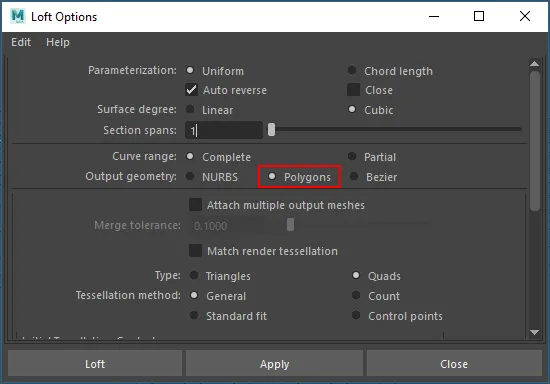 Loft Options
Edit Help
Parameterization: Uniform Chord length
Auto reverse Close
Surface degree: Linear Cubic
Section spans: 1
Curve range: Complete Partial
Output geometry: NURBS Polygons Bezier
Attach multiple output meshes
Merge tolerance: 0.1000
Match render tessellation
Type: Triangles Quads
Tessellation method: General Count
Standard fit Control points
Loft Apply Close